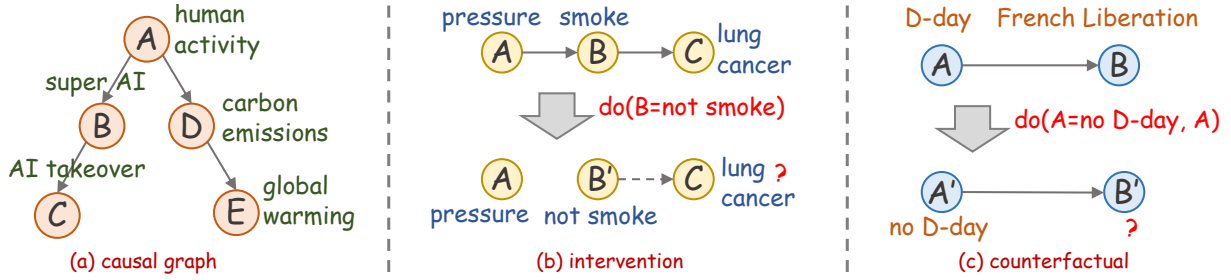 A
human
activity
super AI
B
D
carbon
emissions
AI takeover
C
E
global
warming
(a) causal graph
pressure
smoke
A
B
C
lung
cancer
do(B=not smoke)
A
B'
C
lung ?
cancer
pressure
not smoke
(b) intervention
D-day
French Liberation
A
B
do(A=no D-day, A)
A'
B'
no D-day
?
(c) counterfactual